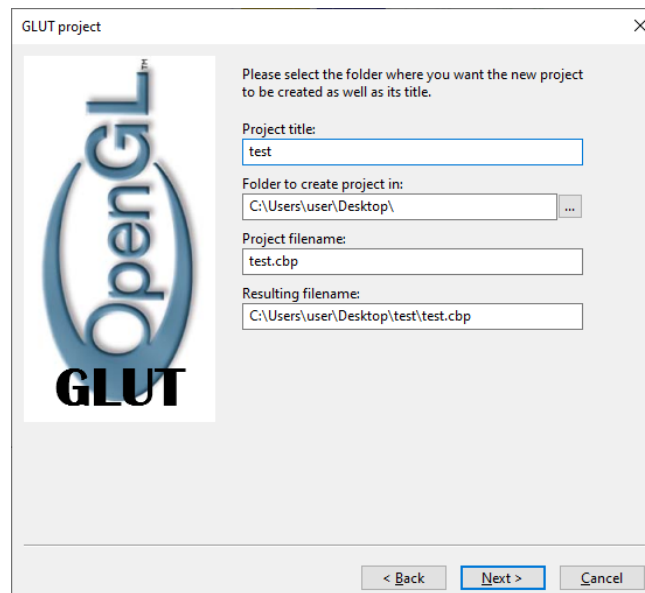 GLUT project
OpenGL™
GLUT
Please select the folder where you want the new project
to be created as well as its title.
Project title:
test
Folder to create project in:
C:\Users\user\Desktop\
...
Project filename:
test.cbp
Resulting filename:
C:\Users\user\Desktop\test\test.cbp
< Back
Next >
Cancel